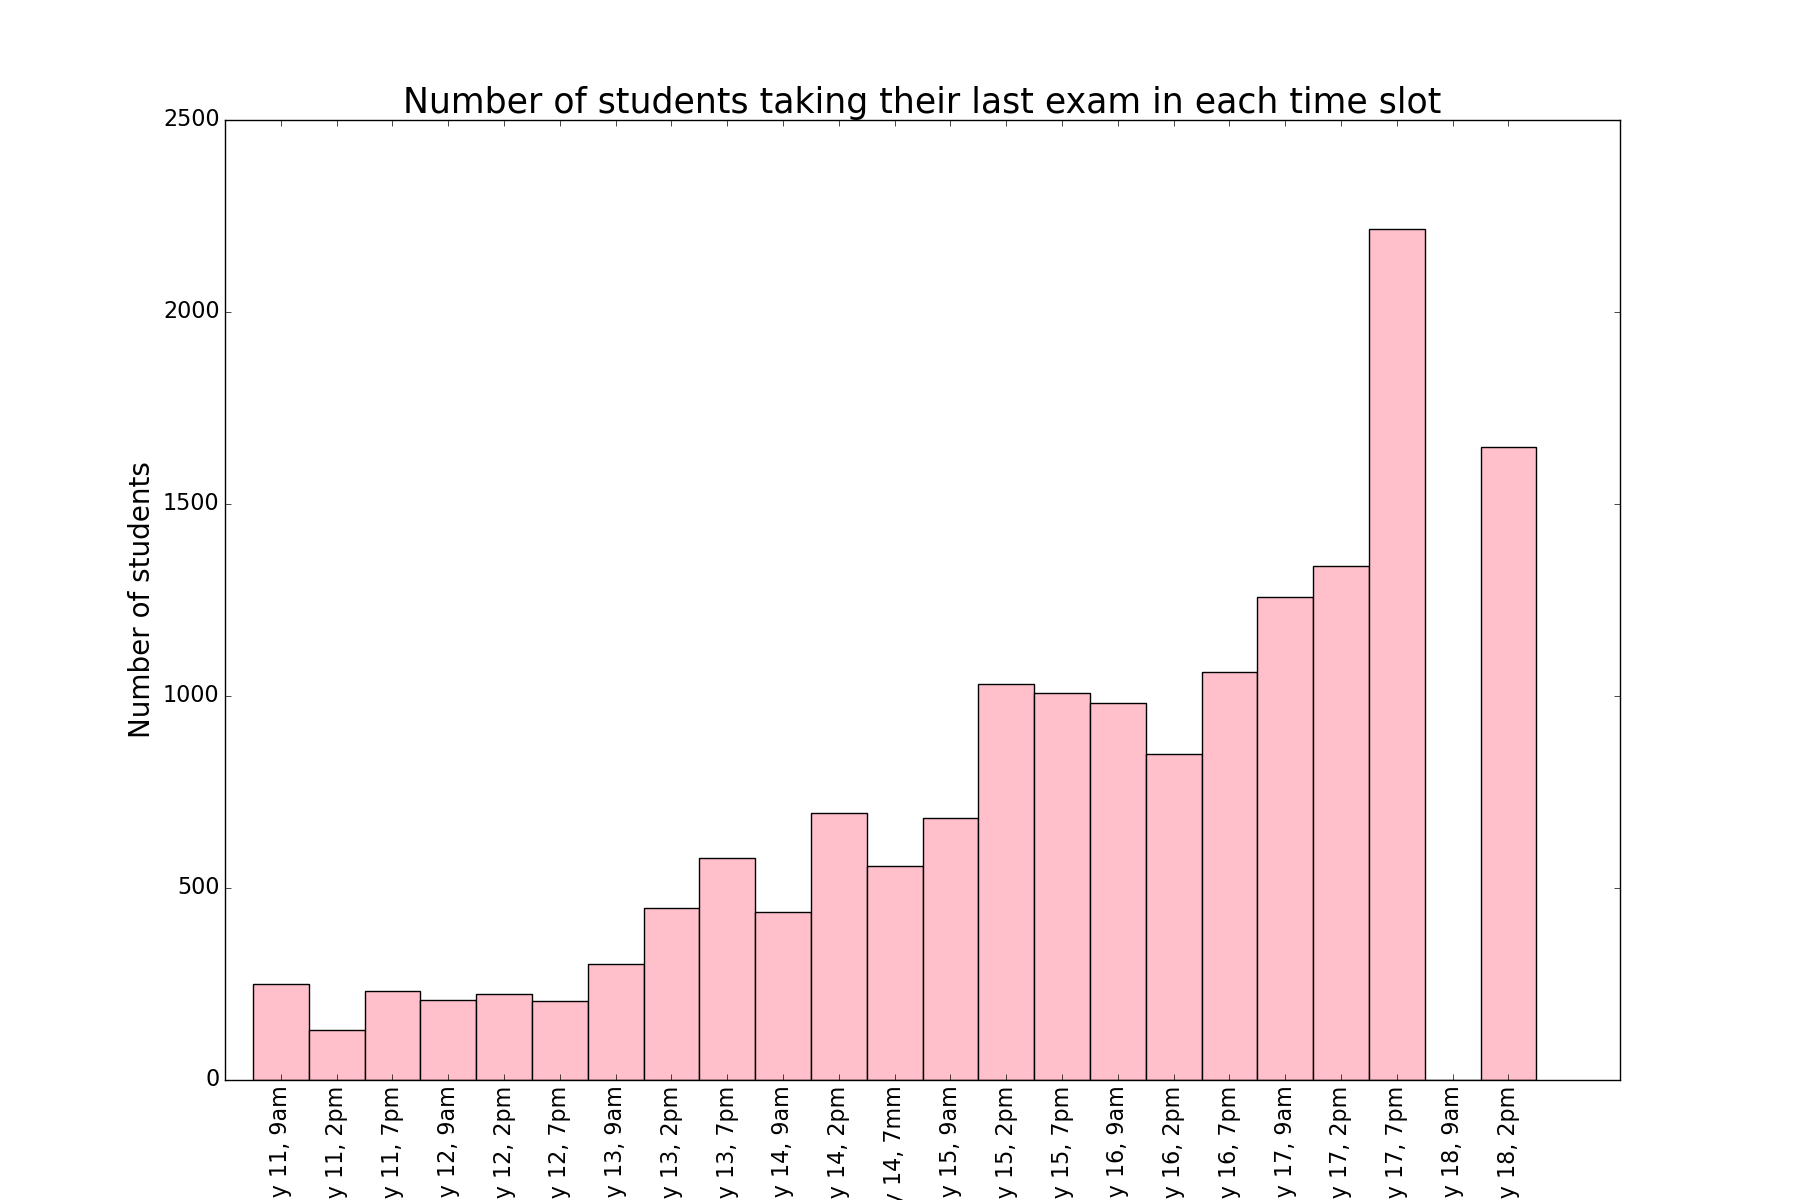 Number of students taking their last exam in each time slot
Number of students
2500
2000
1500
1000
500
0
y 11, 9am
y 11, 2pm
y 11, 7pm
y 12, 9am
y 12, 2pm
y 12, 7pm
y 13, 9am
y 13, 2pm
y 13, 7pm
y 14, 9am
y 14, 2pm
y 14, 7mm
y 15, 9am
y 15, 2pm
y 15, 7pm
y 16, 9am
y 16, 2pm
y 16, 7pm
y 17, 9am
y 17, 2pm
y 17, 7pm
y 18, 9am
y 18, 2pm